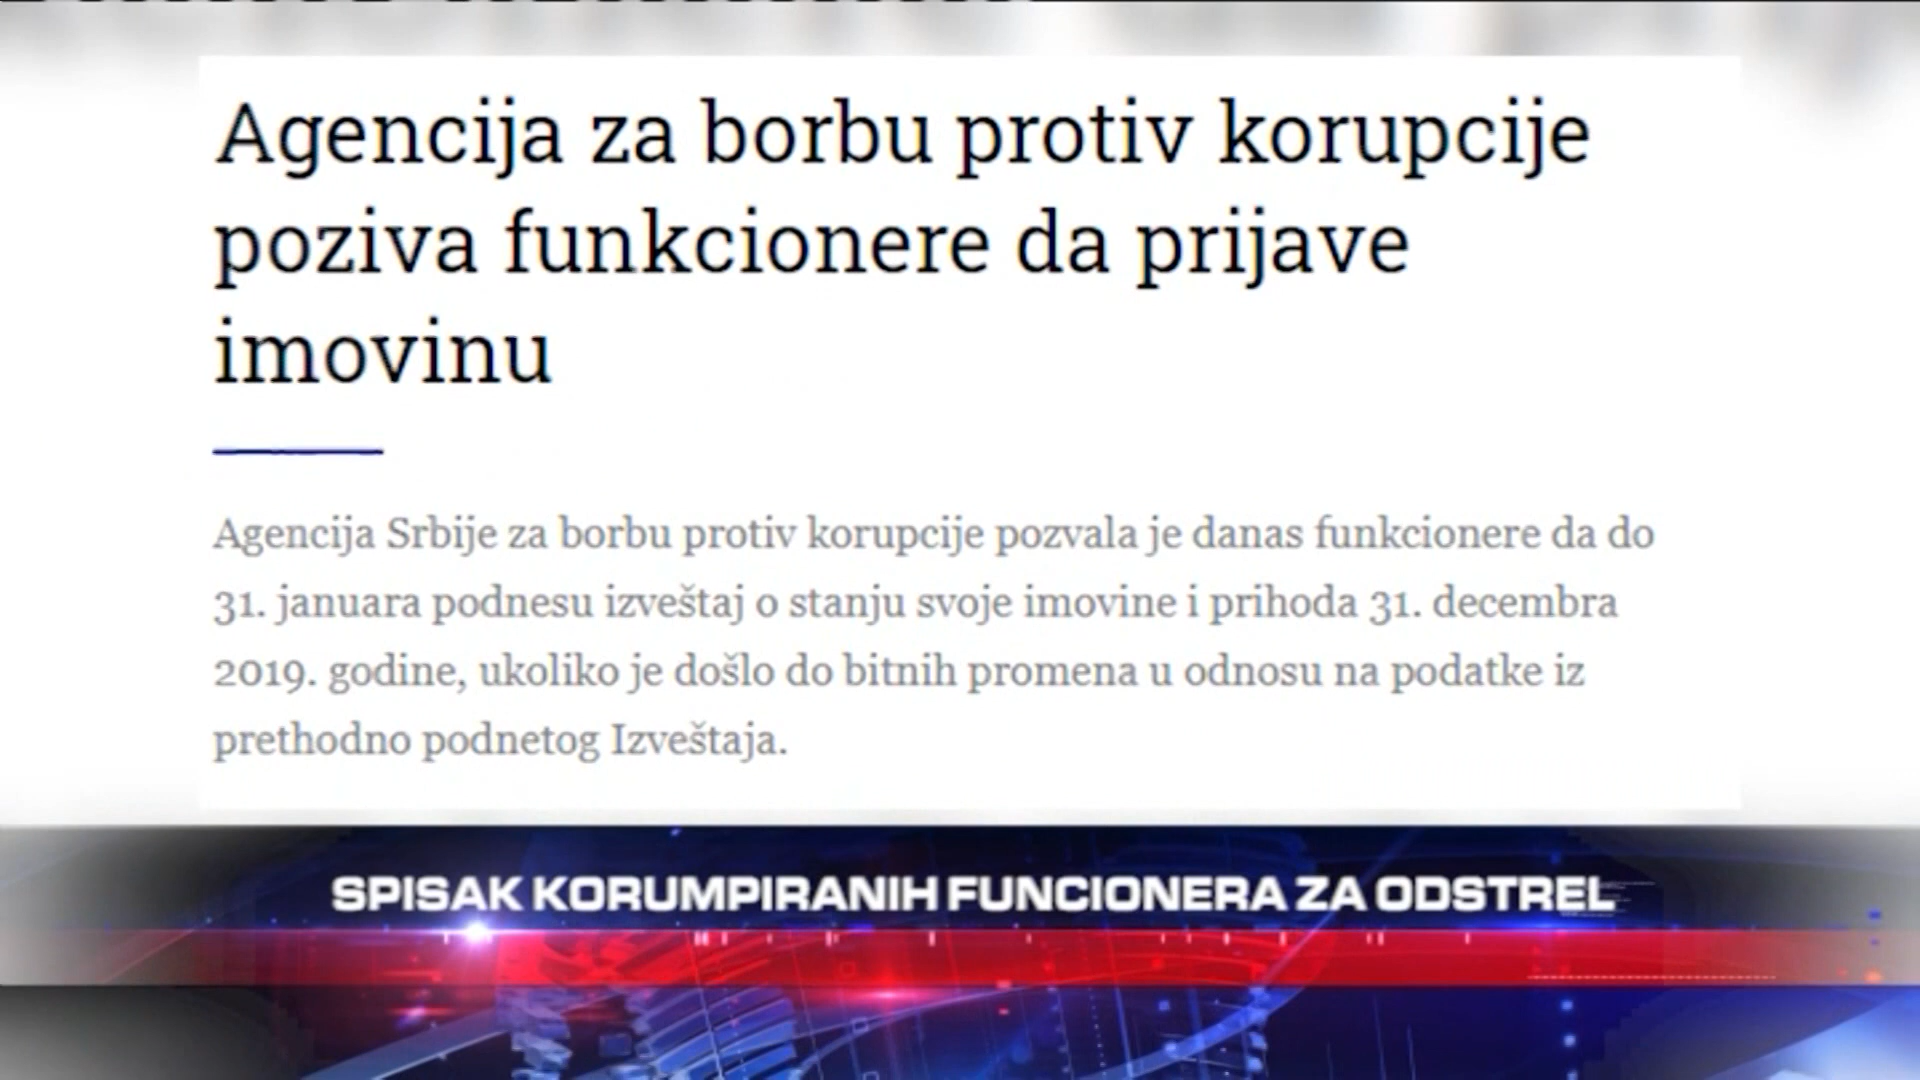 Agencija za borbu protiv korupcije
poziva funkcionere da prijave
imovinu
Agencija Srbije za borbu protiv korupcije pozvala je danas funkcionere da do
31. januara podnesu izveštaj o stanju svoje imovine i prihoda 31. decembra
2019. godine, ukoliko je došlo do bitnih promena u odnosu na podatke iz
prethodno podnetog Izveštaja.
SPISAK KORUMPIRANIH FUNCIONERA ZA ODSTREL